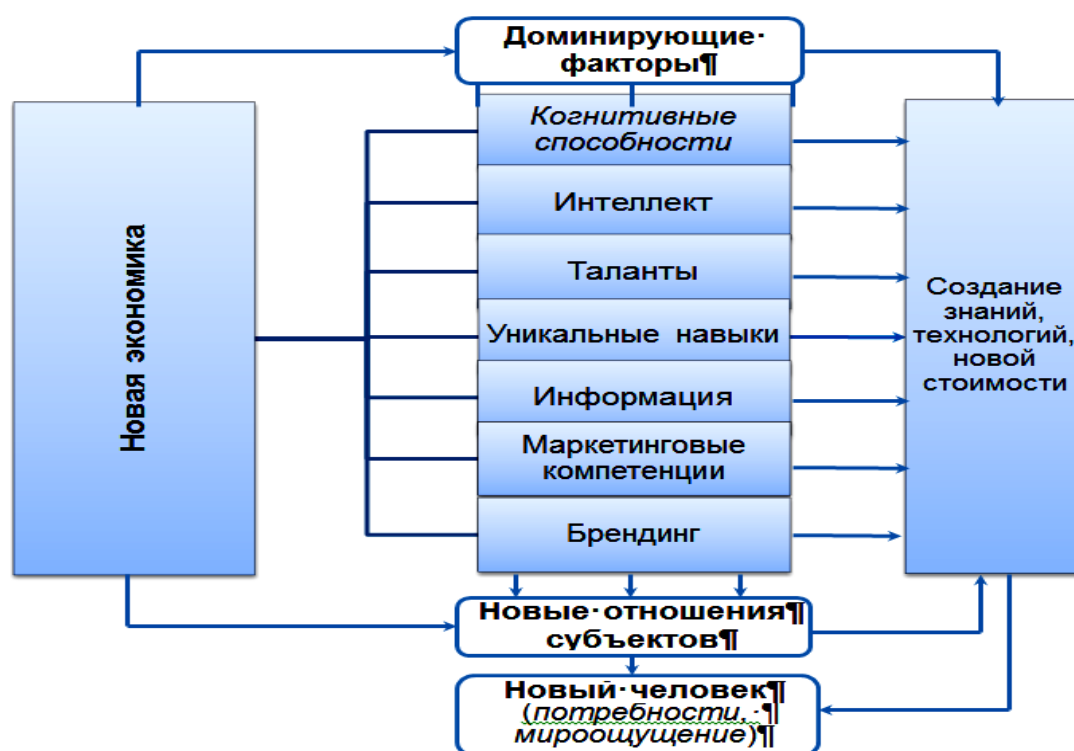 Доминирующие·
факторы¶
Новая экономика
Когнитивные
способности
Интеллект
Таланты
Уникальные навыки
Информация
Маркетинговые
компетенции
Брендинг
Создание
знаний,
технологий,
новой
стоимости
Новые·отношения¶
субъектов¶
Новый·человек¶
(потребности,·¶
мироощущение)¶